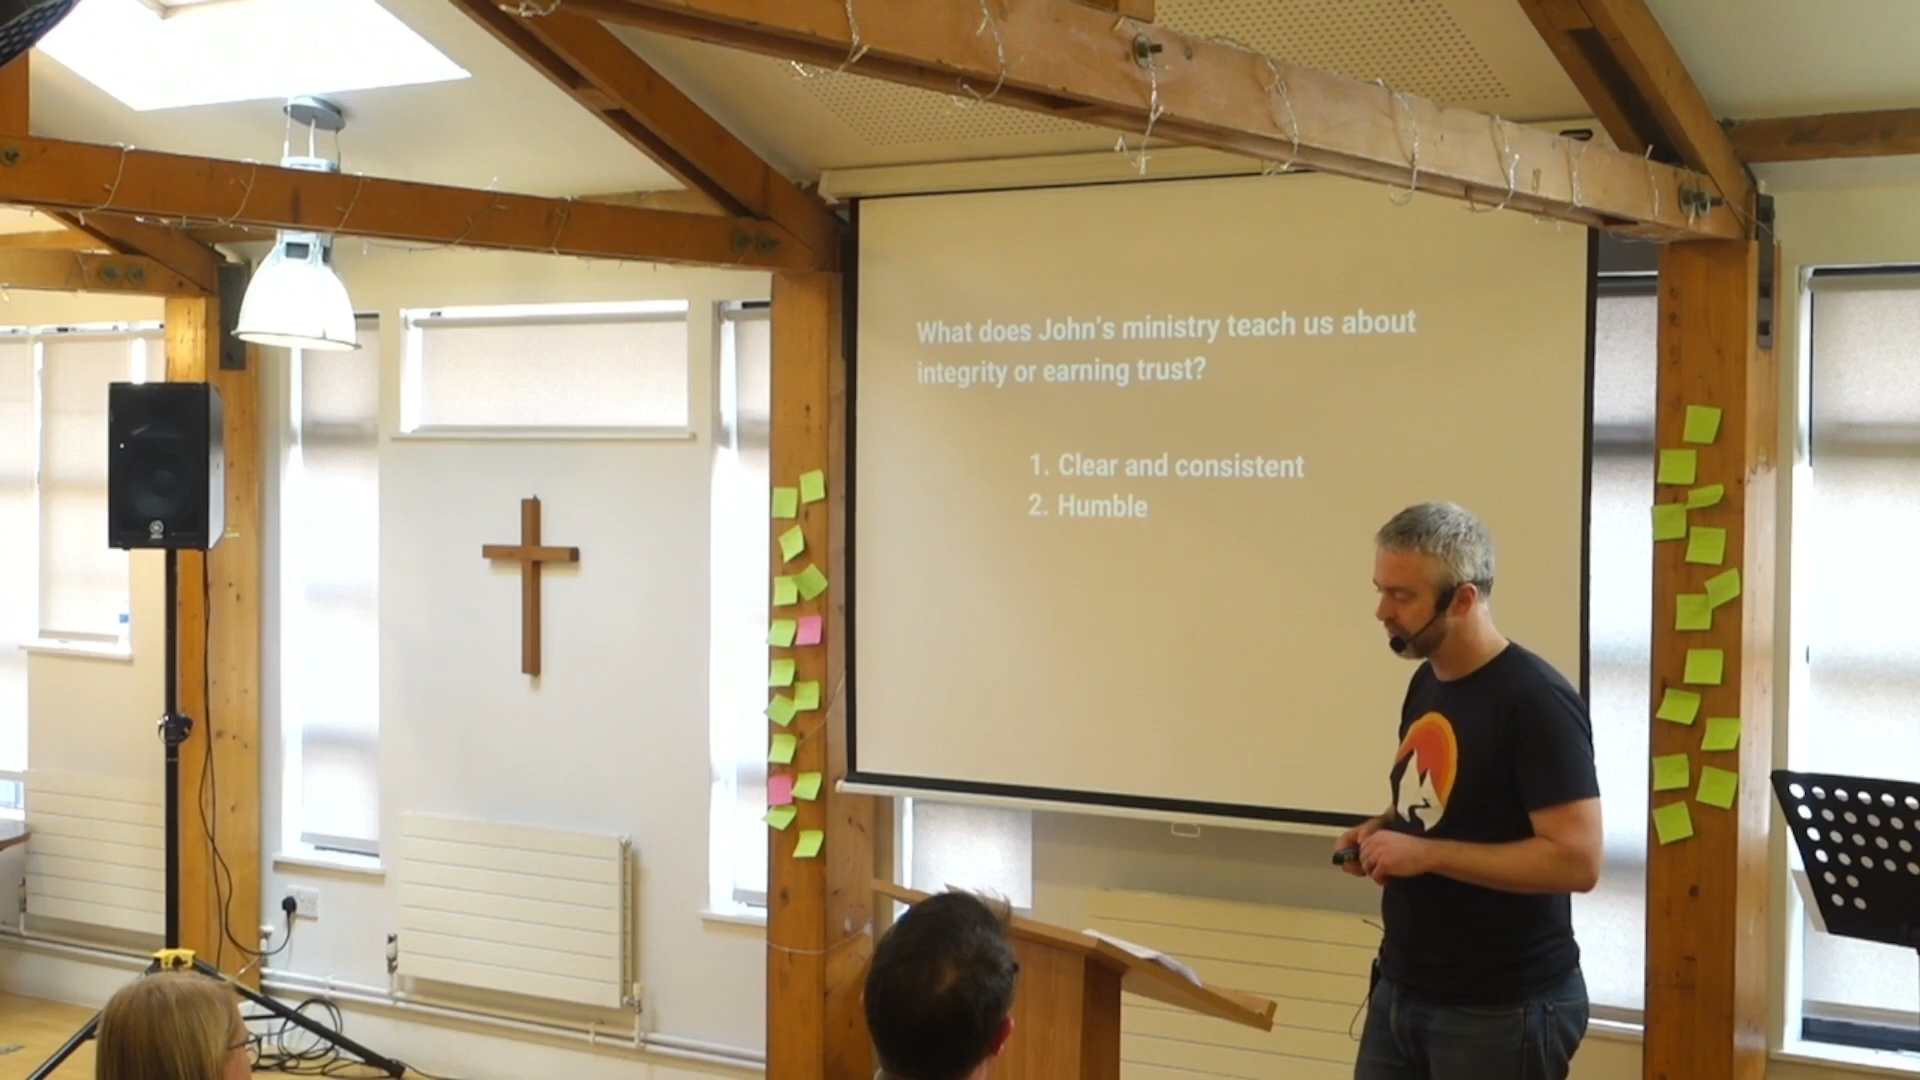 What does John's ministry teach us about
integrity or earning trust?
1. Clear and consistent
2. Humble